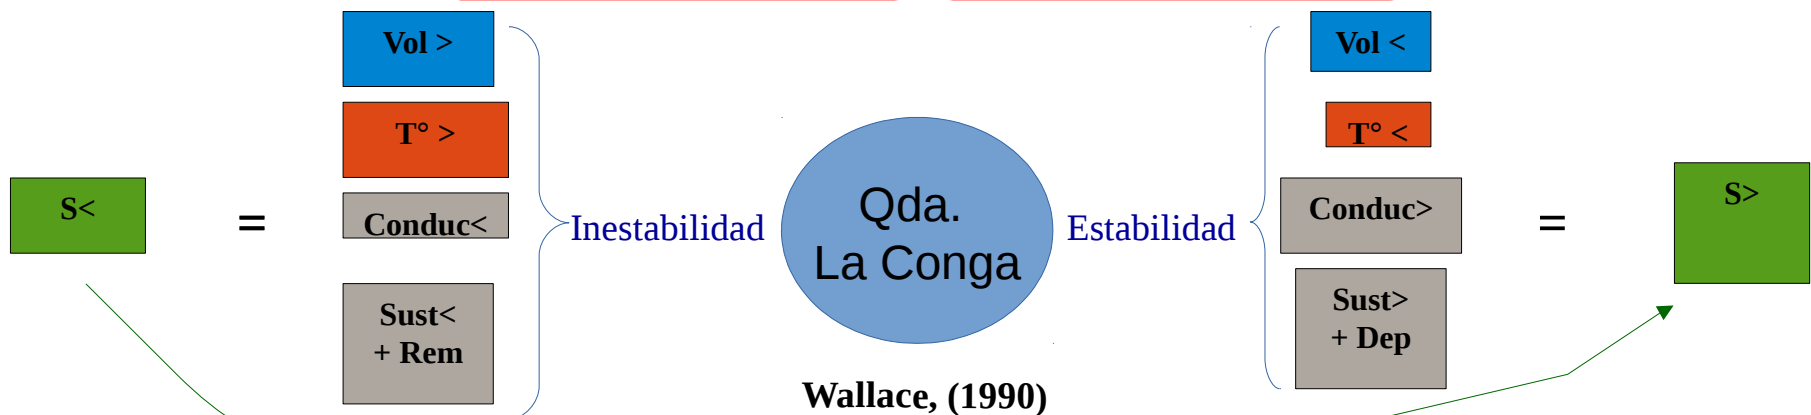 S<
=
Vol >
T° >
Conduc<
Sust<
+ Rem
Inestabilidad
Qda.
La Conga
Wallace, (1990)
Estabilidad
Vol <
T° <
Conduc>
Sust>
+ Dep
=
S>